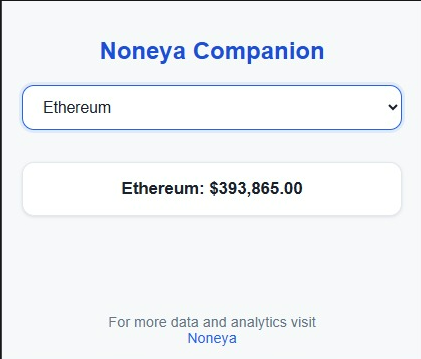 Noneya Companion
Ethereum
Ethereum: $393,865.00
For more data and analytics visit
Noneya